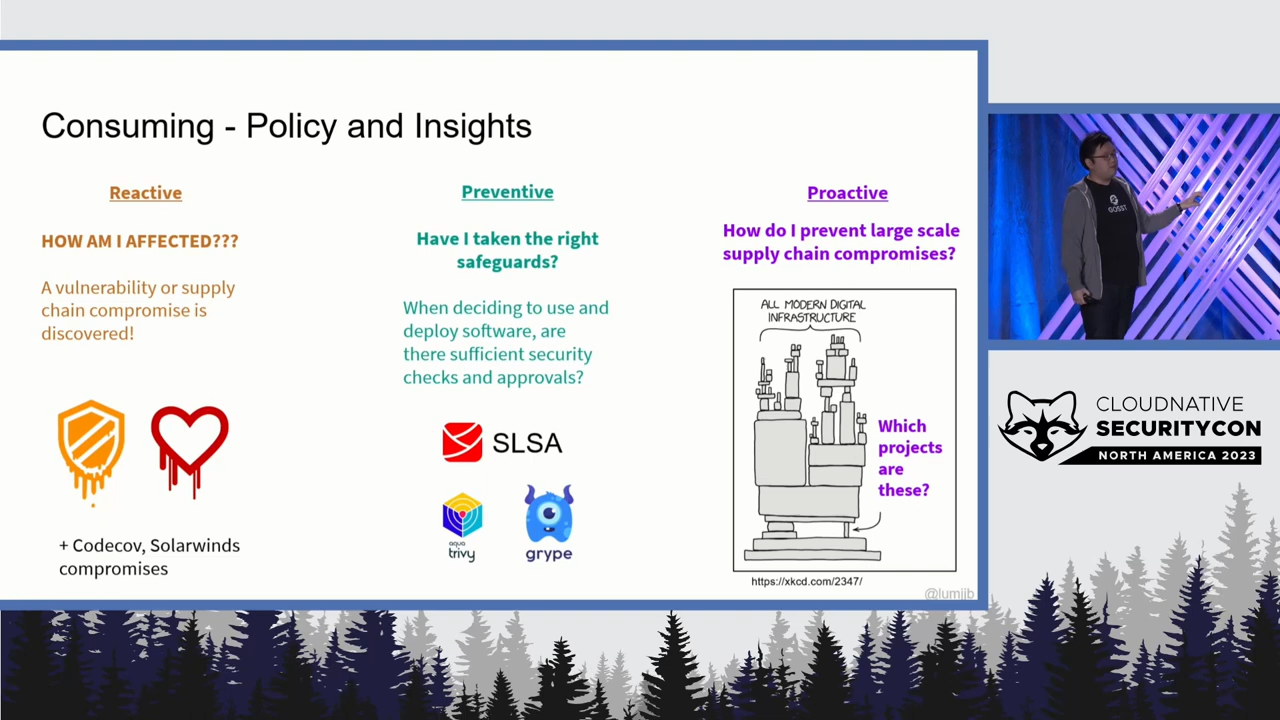 Consuming - Policy and Insights
Reactive
HOW AM I AFFECTED???
A vulnerability or supply
chain compromise is
discovered!
+ Codecov, Solarwinds
compromises
Preventive
Have I taken the right
safeguards?
When deciding to use and
deploy software, are
there sufficient security
checks and approvals?
SLSA
aqua
trivy
grype
Proactive
How do I prevent large scale
supply chain compromises?
ALL MODERN DIGITAL
INFRASTRUCTURE
Which
projects
are
these?
https://xkcd.com/2347/
@lumjjb
GOSST
CLOUDNATIVE
SECURITYCON
NORTH AMERICA 2023